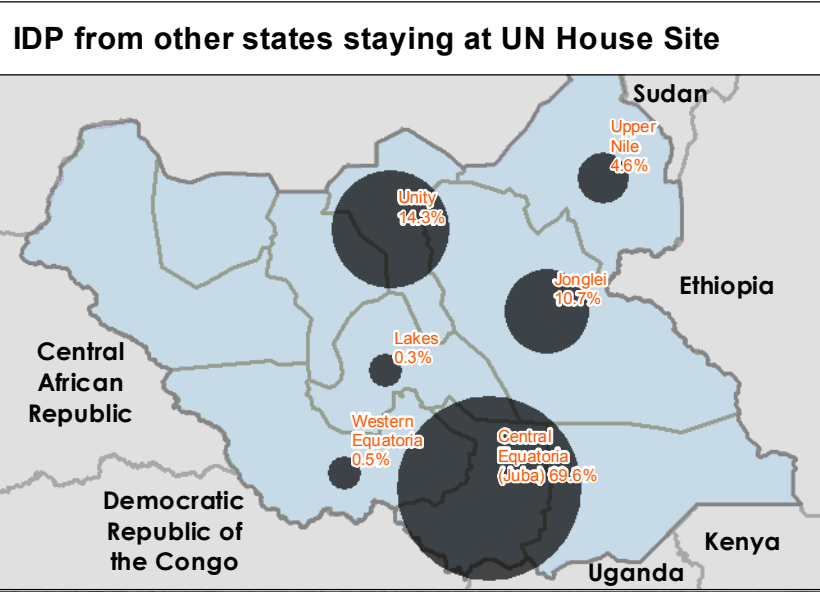 IDP from other states staying at UN House Site
Sudan
Upper
Nile
4.6%
Unity
14.3%
Jonglei
10.7%
Ethiopia
Lakes
0.3%
Central
African
Republic
Western
Equatoria
0.5%
Central
Equatoria
(Juba) 69.6%
Democratic
Republic of
the Congo
Kenya
Uganda